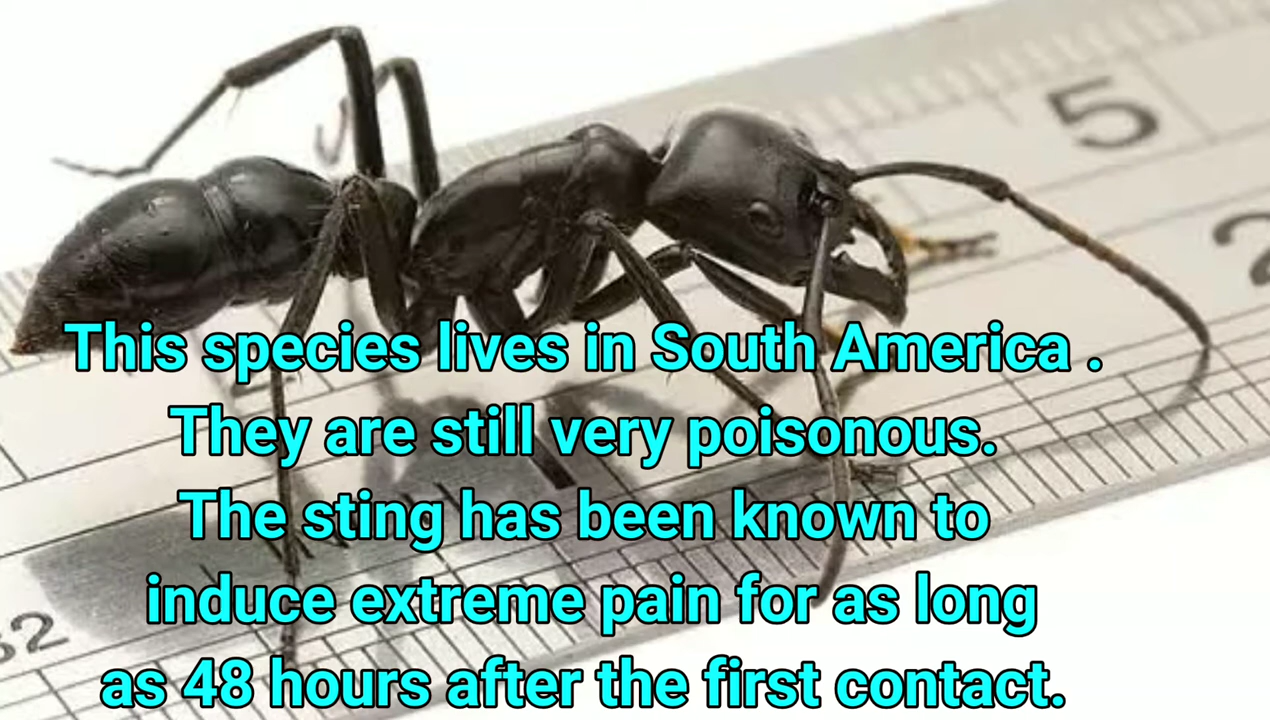 5
2
This species lives in South America .
They are still very poisonous.
The sting has been known to
induce extreme pain for as long
32
as 48 hours after the first contact.